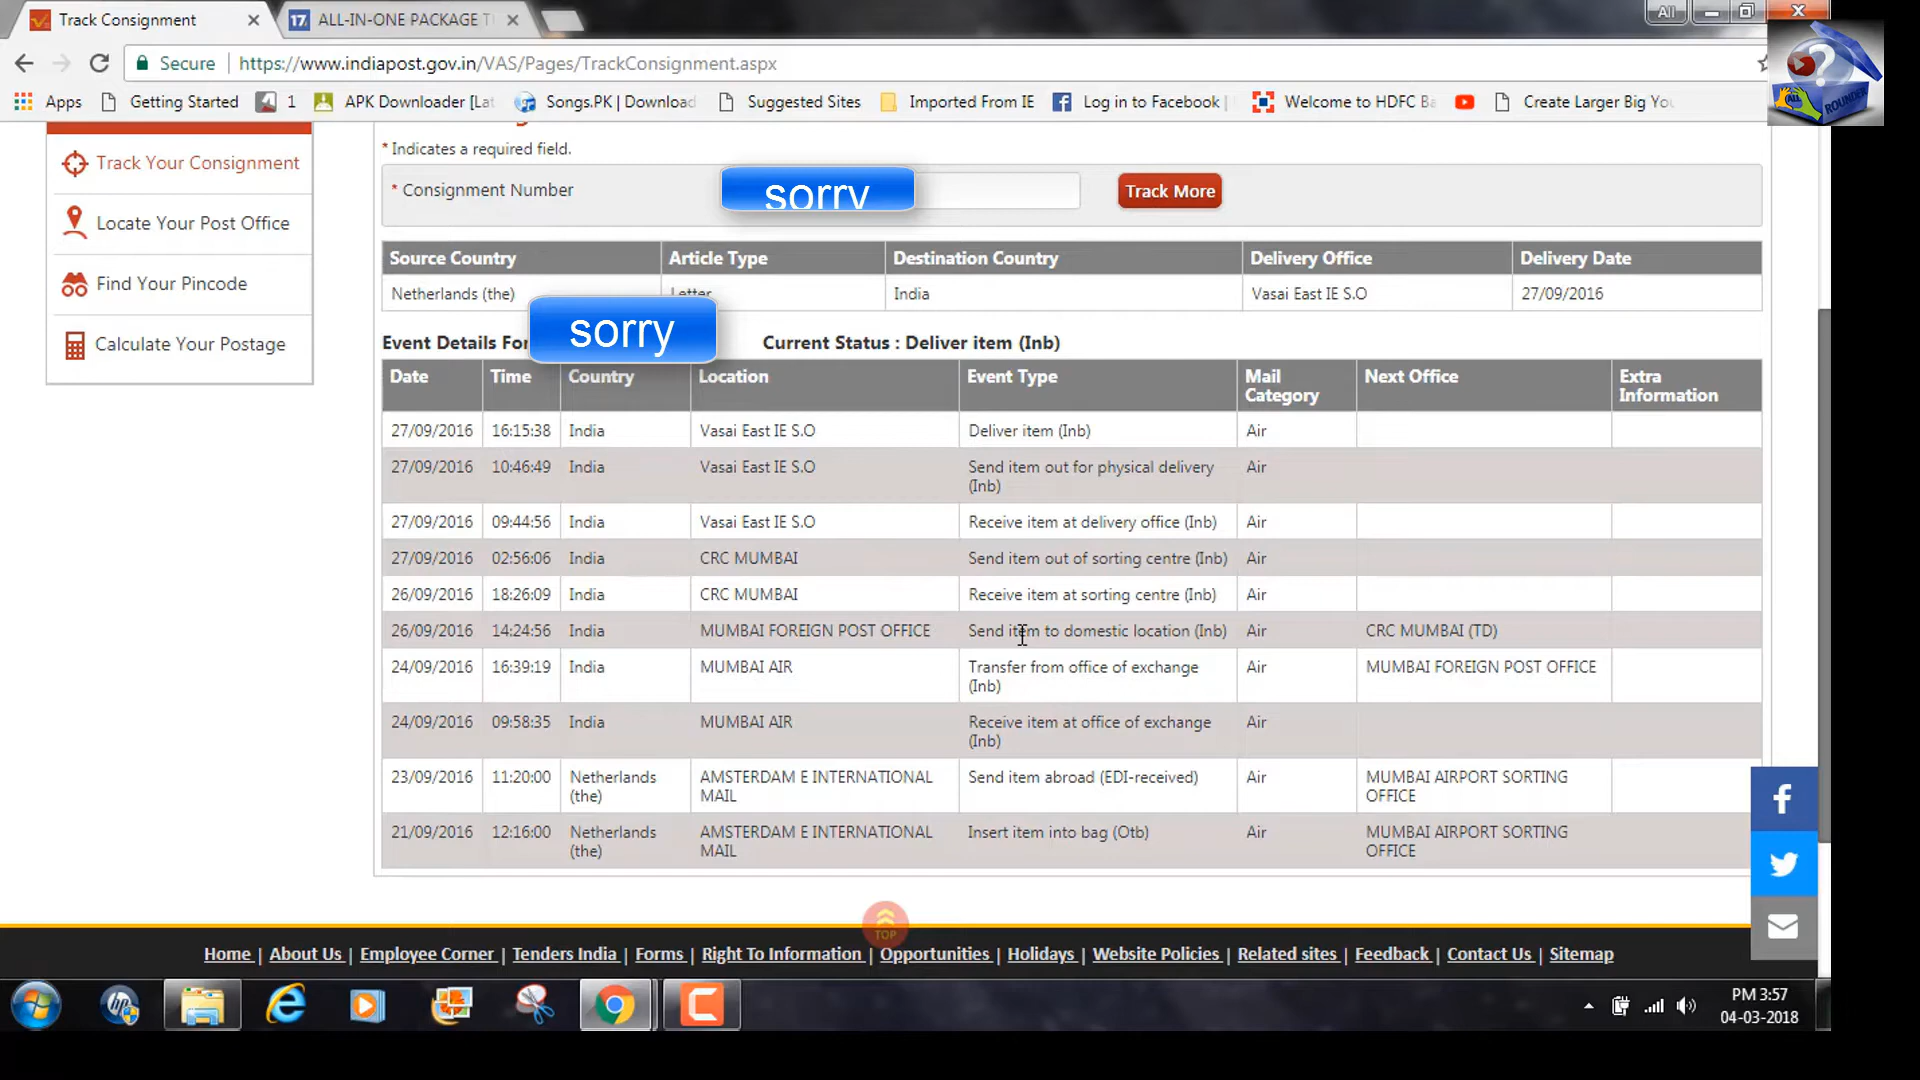 Track Consignment
17. ALL-IN-ONE PACKAGE T
All
Secure https://www.indiapost.gov.in/VAS/Pages/TrackConsignment.aspx
Apps Getting Started 1 APK Downloader [Lat Songs.PK | Download Suggested Sites Imported From IE Log in to Facebook | Welcome to HDFC Ba Create Larger Big You
ALL ROUNDER
* Indicates a required field.
Track Your Consignment
Locate Your Post Office
Find Your Pincode
Calculate Your Postage
* Consignment Number sorry Track More
Source Country Article Type Destination Country Delivery Office Delivery Date
Netherlands (the) Letter India Vasai East IE S.O 27/09/2016
Event Details For sorry Current Status : Deliver item (Inb)
Date Time Country Location Event Type Mail Category Next Office Extra Information
27/09/2016 16:15:38 India Vasai East IE S.O Deliver item (Inb) Air
27/09/2016 10:46:49 India Vasai East IE S.O Send item out for physical delivery (Inb) Air
27/09/2016 09:44:56 India Vasai East IE S.O Receive item at delivery office (Inb) Air
27/09/2016 02:56:06 India CRC MUMBAI Send item out of sorting centre (Inb) Air
26/09/2016 18:26:09 India CRC MUMBAI Receive item at sorting centre (Inb) Air
26/09/2016 14:24:56 India MUMBAI FOREIGN POST OFFICE Send item to domestic location (Inb) Air CRC MUMBAI (TD)
24/09/2016 16:39:19 India MUMBAI AIR Transfer from office of exchange (Inb) Air MUMBAI FOREIGN POST OFFICE
24/09/2016 09:58:35 India MUMBAI AIR Receive item at office of exchange (Inb) Air
23/09/2016 11:20:00 Netherlands (the) AMSTERDAM E INTERNATIONAL MAIL Send item abroad (EDI-received) Air MUMBAI AIRPORT SORTING OFFICE
21/09/2016 12:16:00 Netherlands (the) AMSTERDAM E INTERNATIONAL MAIL Insert item into bag (Otb) Air MUMBAI AIRPORT SORTING OFFICE
TOP
Home | About Us | Employee Corner | Tenders India | Forms | Right To Information | Opportunities | Holidays | Website Policies | Related sites | Feedback | Contact Us | Sitemap
PM 3:57
04-03-2018